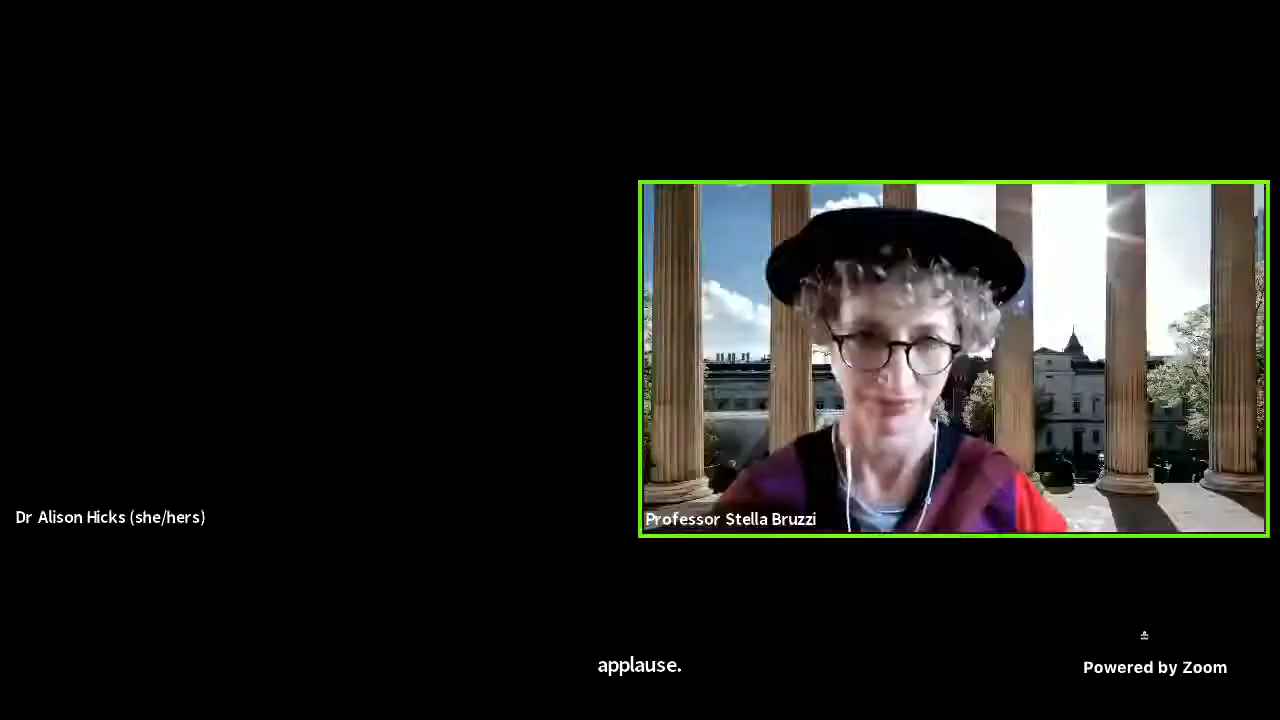 Dr Alison Hicks (she/hers)
Professor Stella Bruzzi
applause.
Powered by Zoom